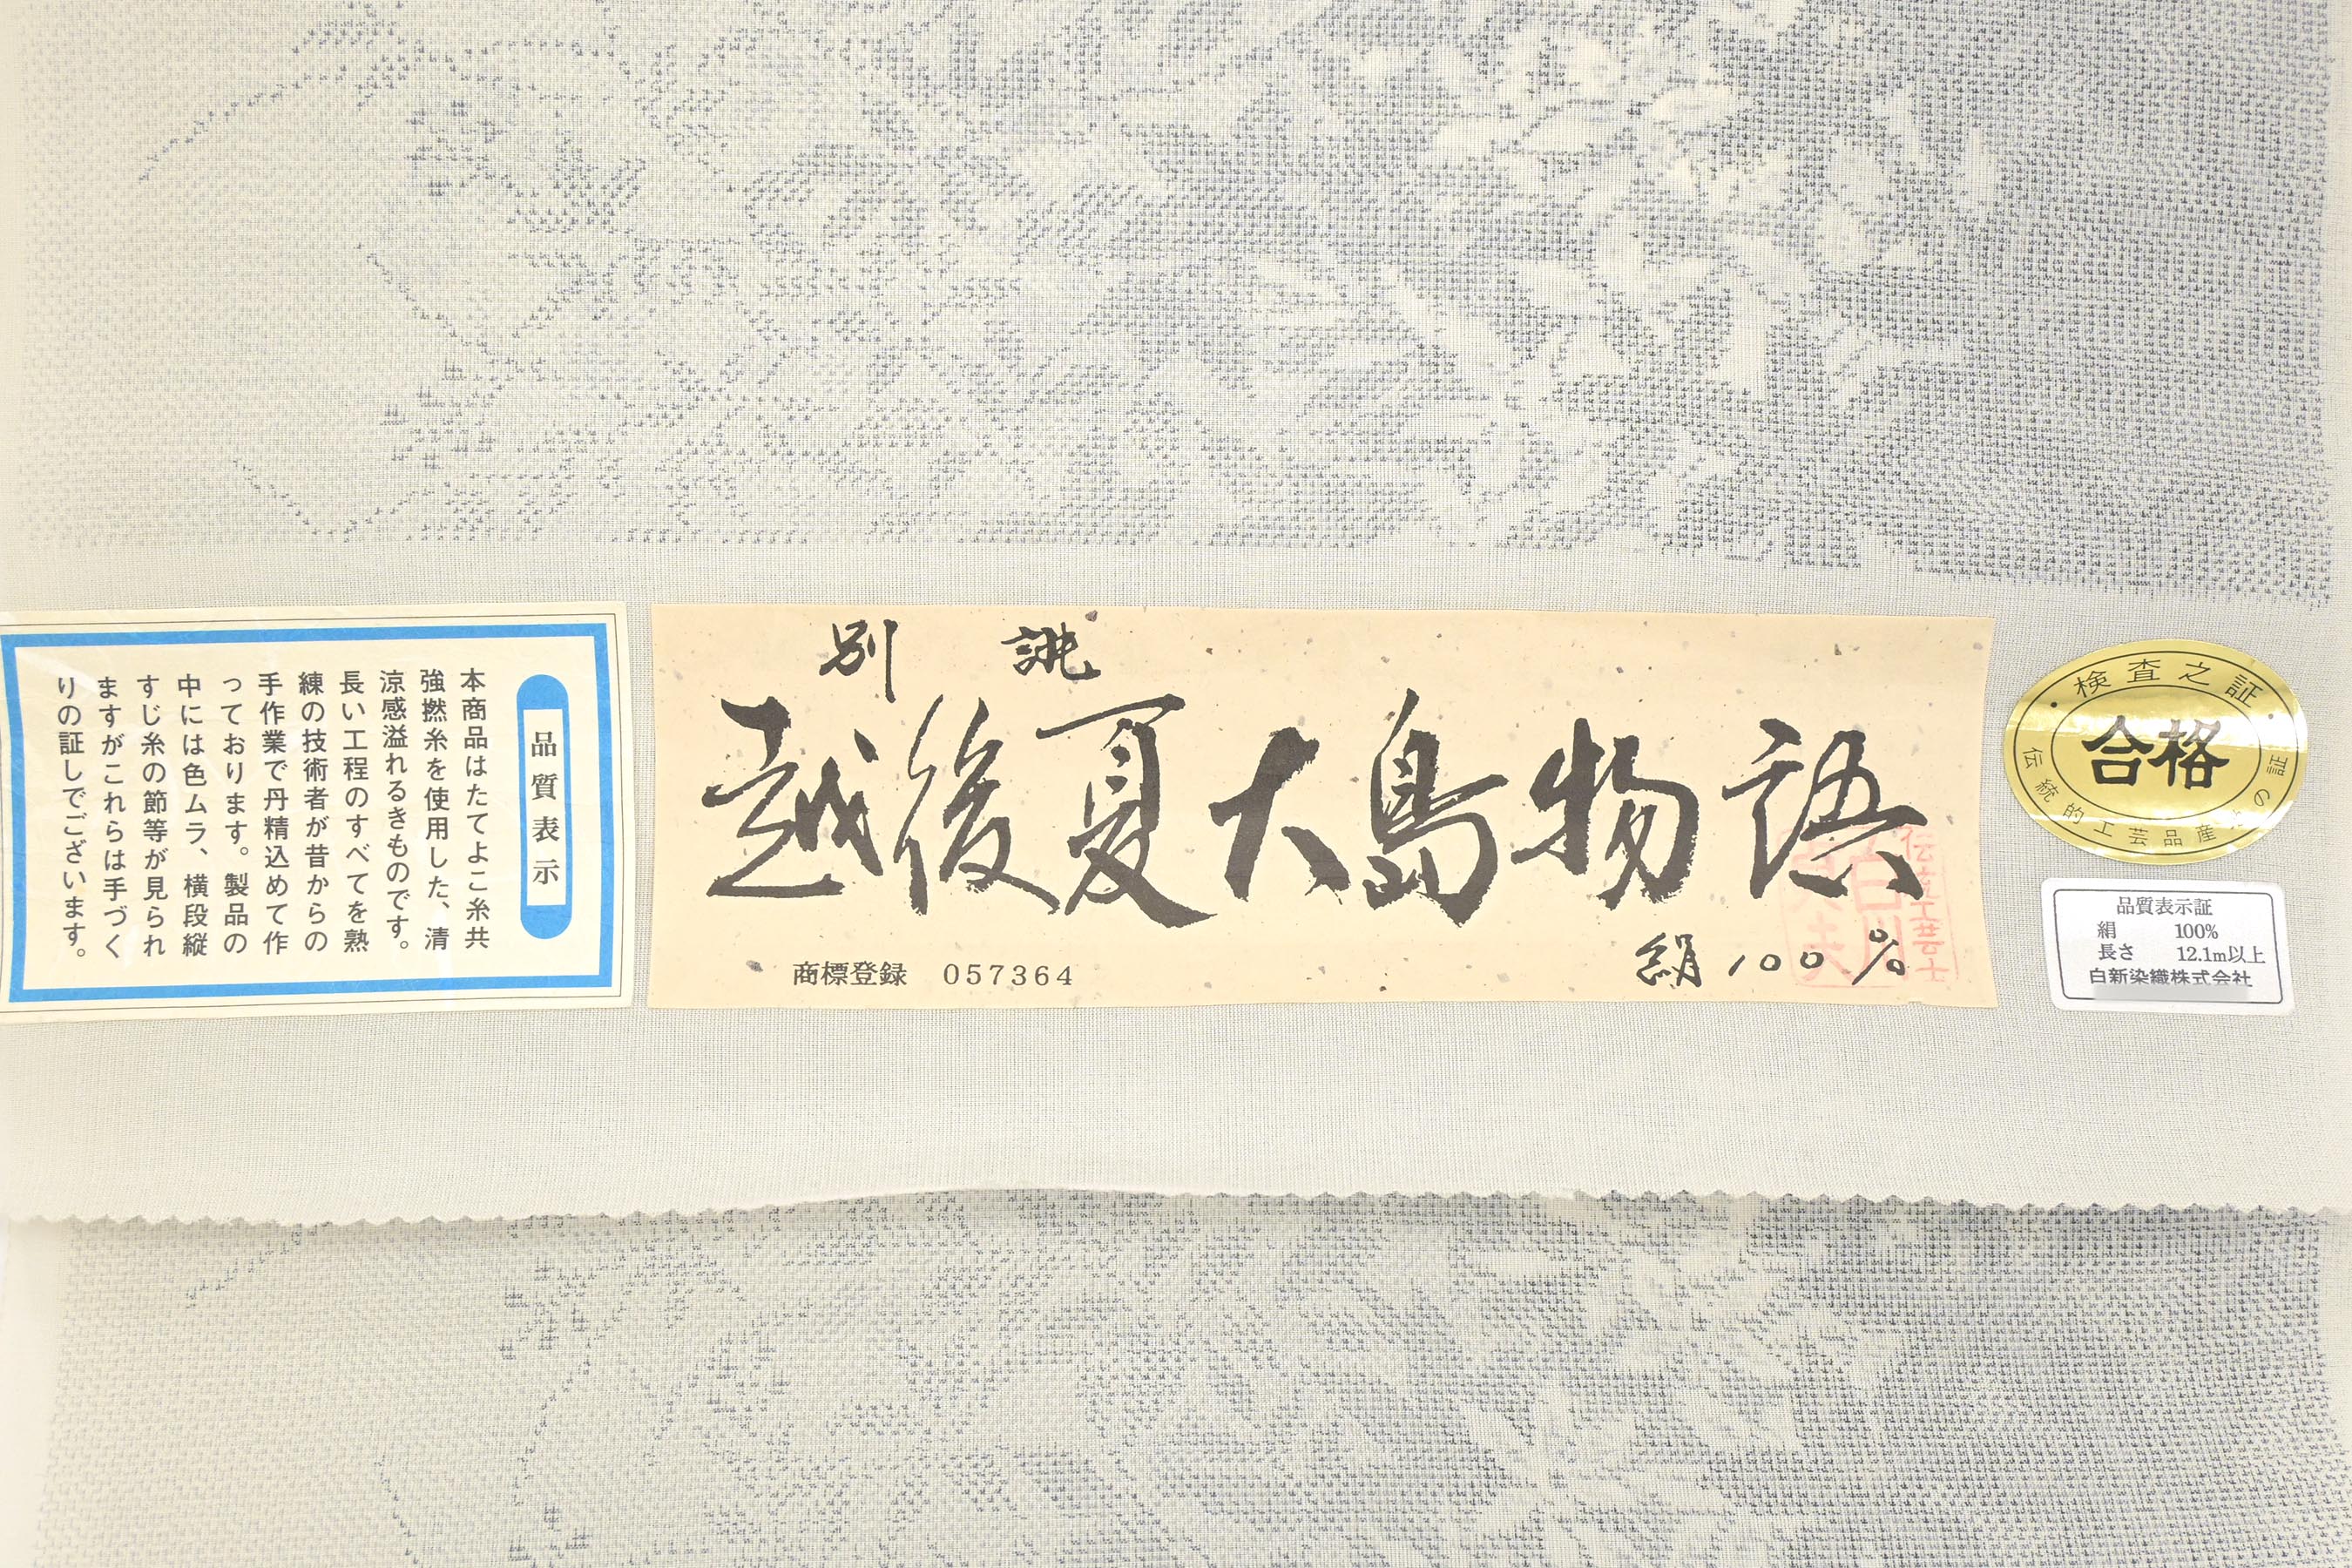 品質表示
本商品はたてよこ糸共
強撚糸を使用した、清
涼感溢れるきものです。
長い工程のすべてを熟
練の技術者が昔からの
手作業で丹精込めて作
っております。製品の
中には色ムラ、横段縦
すじ糸の節等が見られ
ますがこれらは手づく
りの証しでございます。
別誂
越後夏大島物語
絹100%
商標登録 057364
伝統工芸士
検査之証
合格
伝統的工芸品産地の証
品質表示証
絹 100%
長さ 12.1m以上
白新染織株式会社